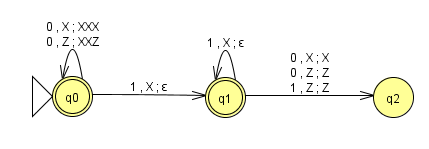 0 , X ; XXX
0 , Z ; XXZ
1 , X ; ε
0 , X ; X
0 , Z ; Z
1 , Z ; Z
1 , X ; ε
q0
q1
q2